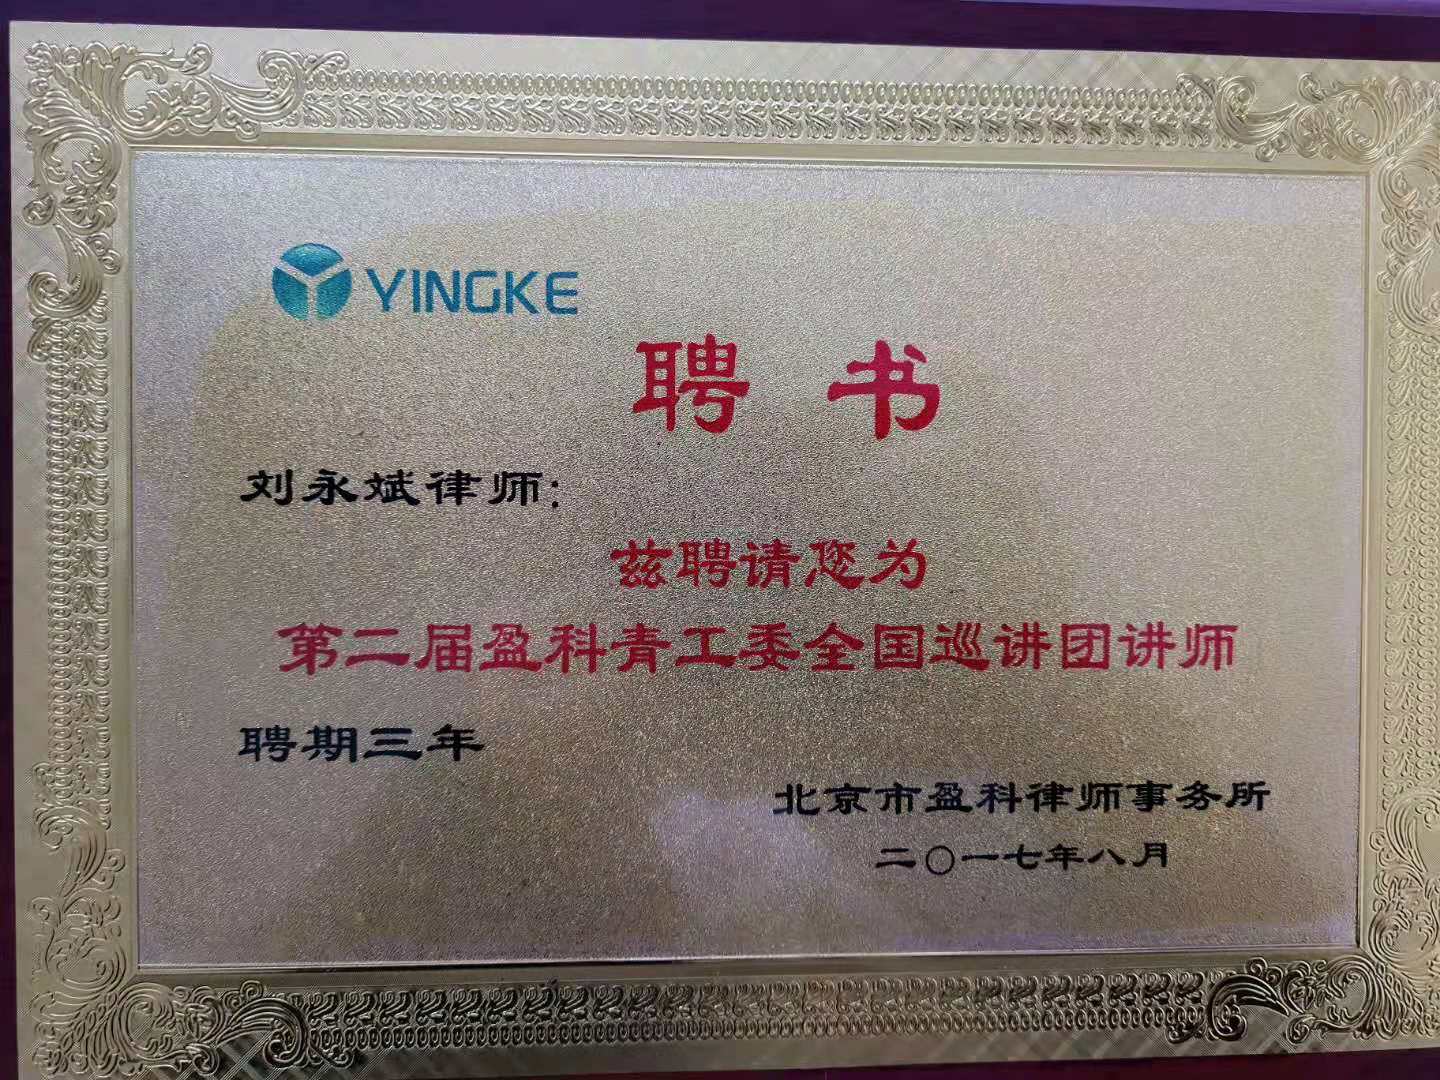 YINGKE
聘 书
刘永斌律师：
兹聘请您为
第二届盈科青工委全国巡讲团讲师
聘期三年
北京市盈科律师事务所
二〇一七年八月